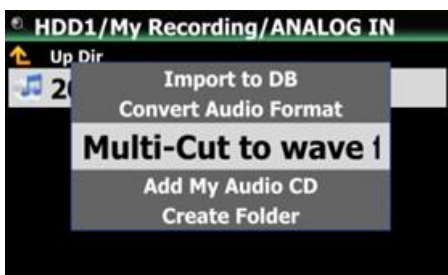 HDD1/My Recording/ANALOG IN
Up Dir
20
Import to DB
Convert Audio Format
Multi-Cut to wave f
Add My Audio CD
Create Folder